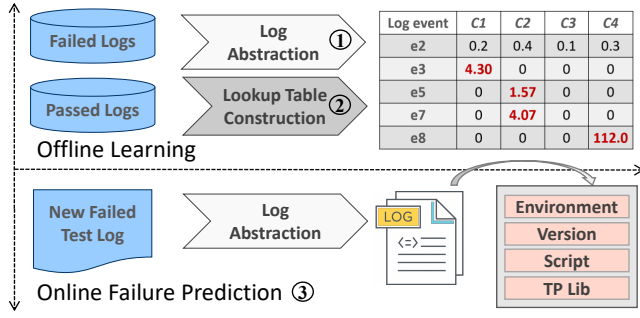 Failed Logs
Log
Abstraction
①
Passed Logs
Lookup Table
Construction
②
Offline Learning
Log event C1 C2 C3 C4
e2 0.2 0.4 0.1 0.3
e3 4.30 0 0 0
e5 0 1.57 0 0
e7 0 4.07 0 0
e8 0 0 0 112.0
New Failed
Test Log
Log
Abstraction
LOG
<=>
Environment
Version
Script
TP Lib
Online Failure Prediction ③